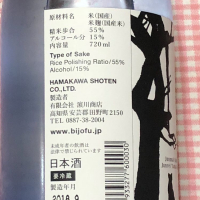 原材料名 米(国産)
米麹(国産米)
精米歩合 55%
アルコール分 15%
内容量 720ml
Type of Sake
Rice Polishing Ratio/55%
Alcohol/15%
HAMAKAWA SHOTEN
CO.,LTD.
製造者
有限会社 濵川商店
高知県安芸郡田野町2150
TEL 0887-38-2004
www.bijofu.jp
日本酒
要冷蔵
製造年月
2018.9